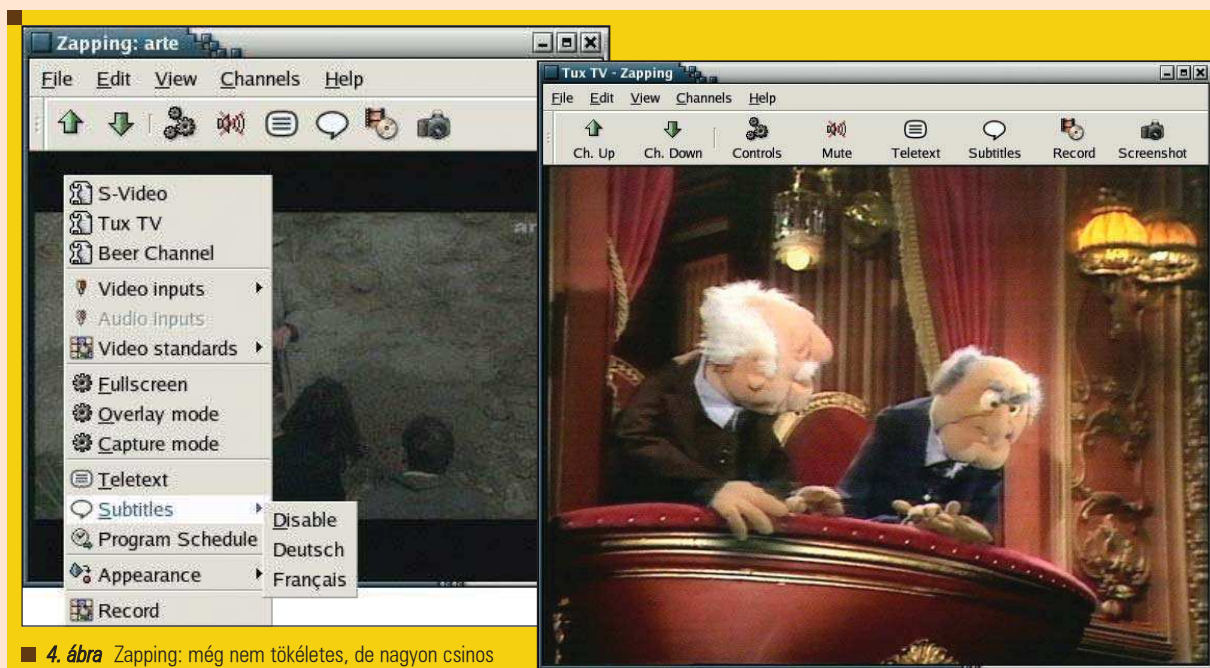 Zapping: arte
File Edit View Channels Help
S-Video
Tux TV
Beer Channel
Video inputs
Audio inputs
Video standards
Fullscreen
Overlay mode
Capture mode
Teletext
Subtitles
Disable
Deutsch
Français
Program Schedule
Appearance
Record
Tux TV - Zapping
File Edit View Channels Help
Ch. Up Ch. Down Controls Mute Teletext Subtitles Record Screenshot
4. ábra Zapping: még nem tökéletes, de nagyon csinos